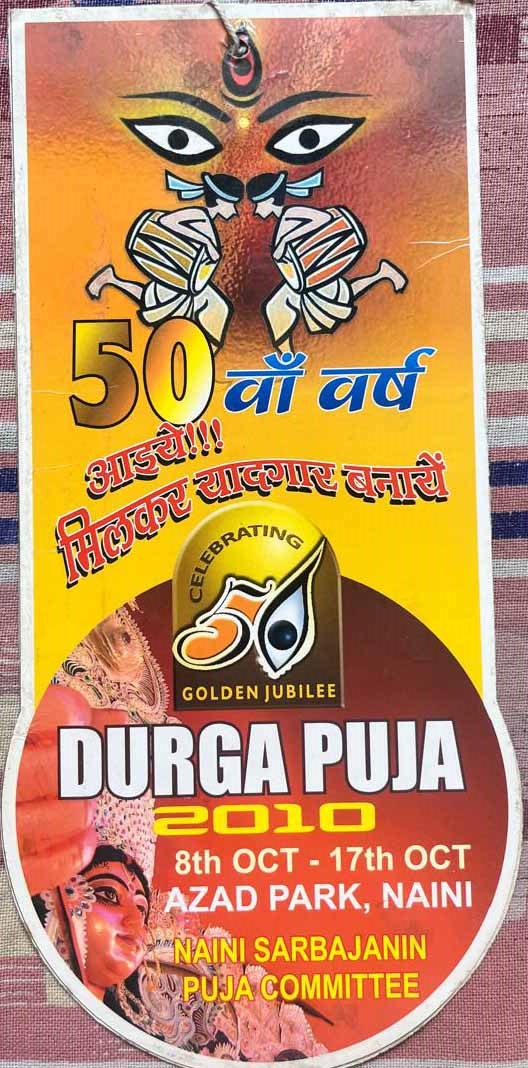 50 वाँ वर्ष
आइये!!!
मिलकर यादगार बनायें
CELEBRATING
50
GOLDEN JUBILEE
DURGA PUJA
2010
8th OCT - 17th OCT
AZAD PARK, NAINI
NAINI SARBAJANIN
PUJA COMMITTEE